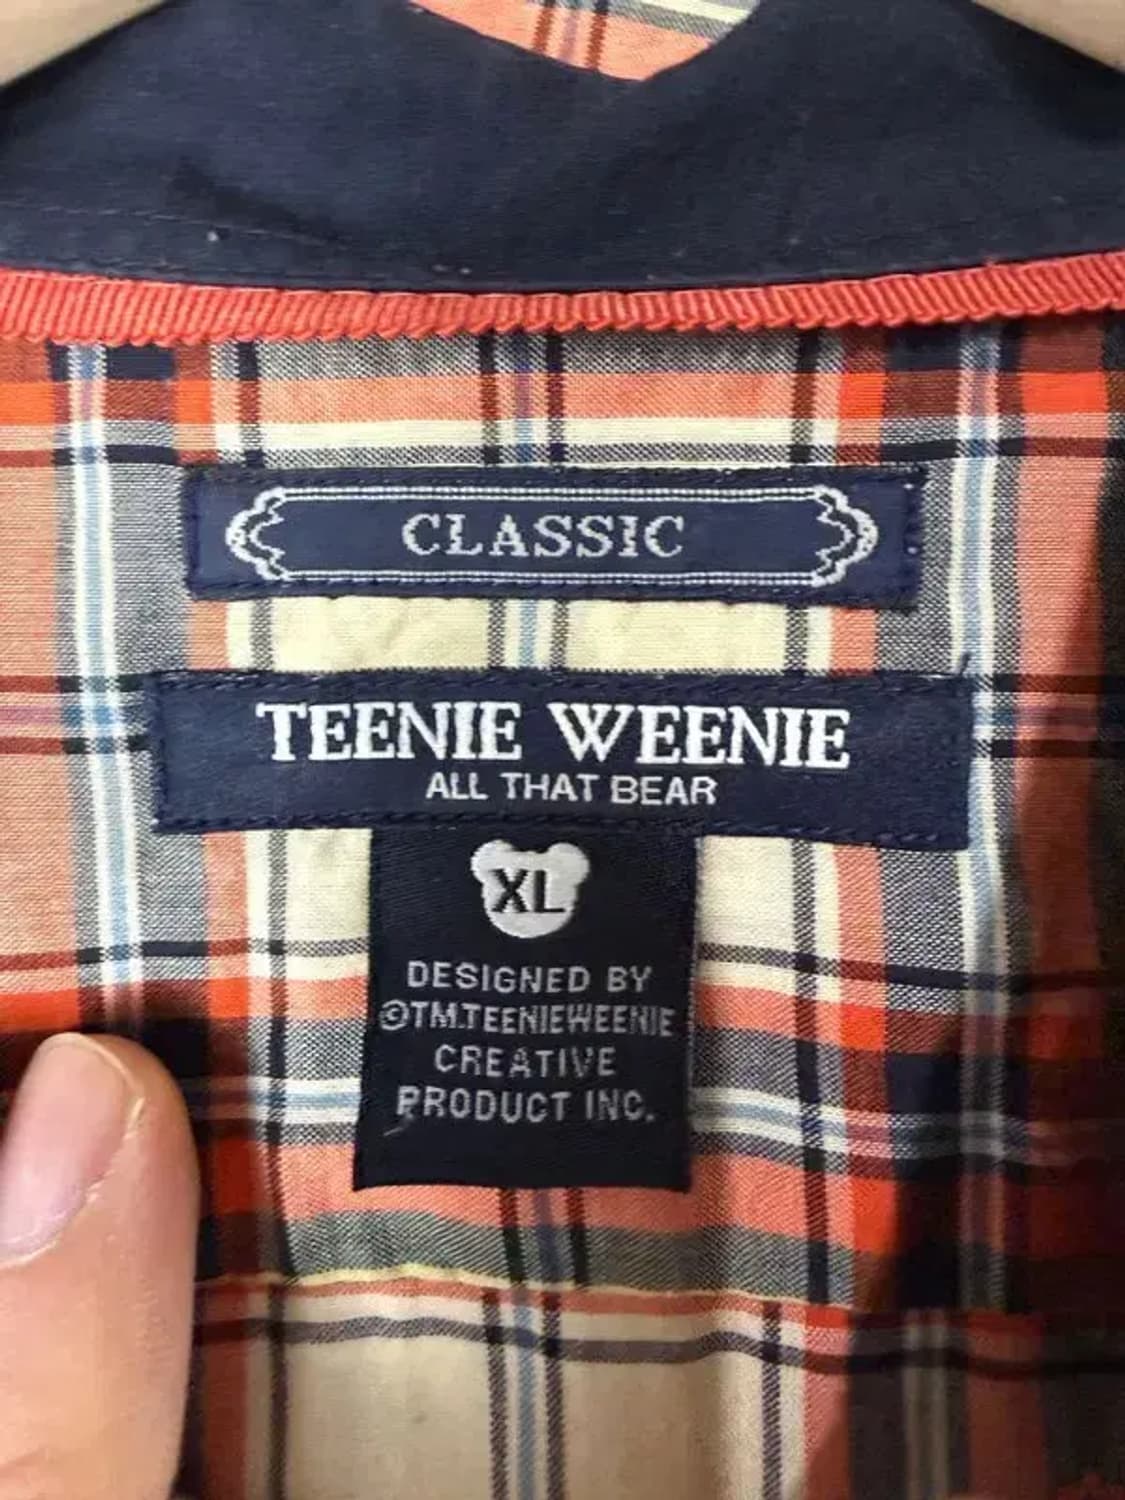 CLASSIC
TEENIE WEENIE
ALL THAT BEAR
XL
DESIGNED BY
©TM.TEENIEWEENIE
CREATIVE
PRODUCT INC.